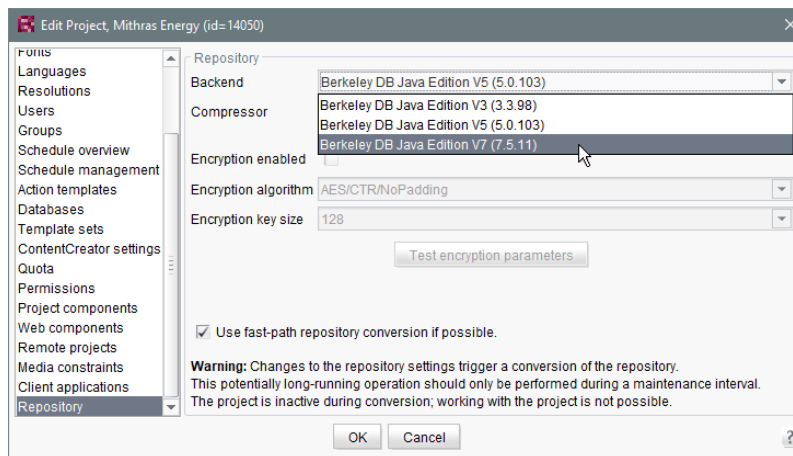 Edit Project, Mithras Energy (id=14050)
Fonts
Languages
Resolutions
Users
Groups
Schedule overview
Schedule management
Action templates
Databases
Template sets
ContentCreator settings
Quota
Permissions
Project components
Web components
Remote projects
Media constraints
Client applications
Repository
Repository
Backend
Berkeley DB Java Edition V5 (5.0.103)
Berkeley DB Java Edition V3 (3.3.98)
Compressor
Berkeley DB Java Edition V5 (5.0.103)
Berkeley DB Java Edition V7 (7.5.11)
Encryption enabled
Encryption algorithm AES/CTR/NoPadding
Encryption key size 128
Test encryption parameters
Use fast-path repository conversion if possible.
Warning: Changes to the repository settings trigger a conversion of the repository.
This potentially long-running operation should only be performed during a maintenance interval.
The project is inactive during conversion; working with the project is not possible.
OK Cancel
?